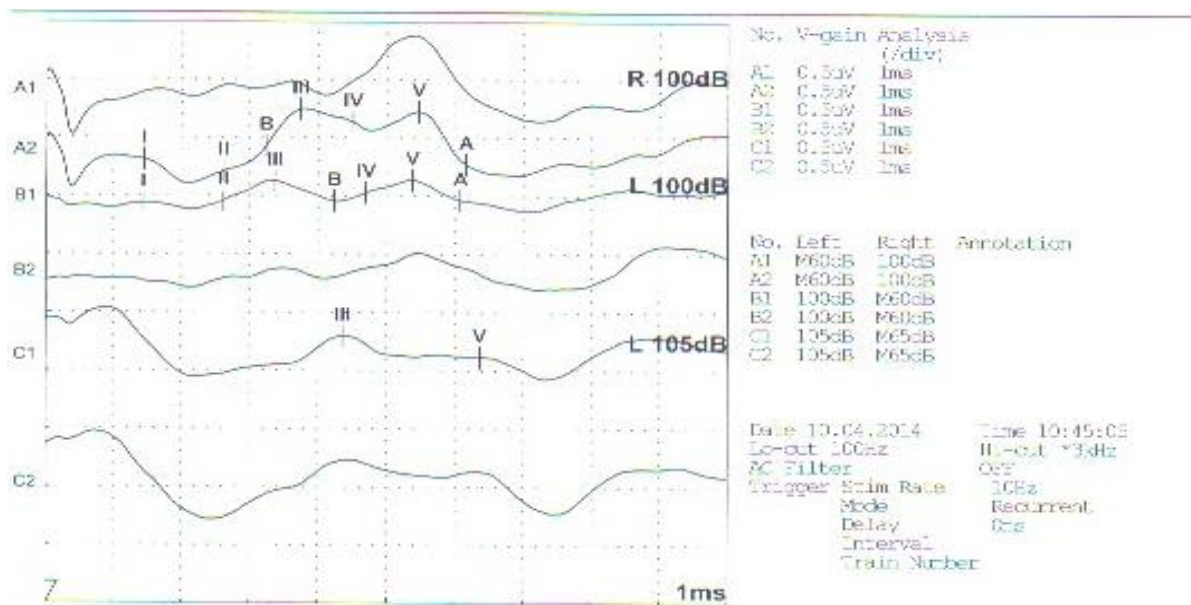 No. V-gain Analysis
(/div)
A1 0.5uV 1ms
A2 0.5uV 1ms
B1 0.5uV 1ms
B2 0.5uV 1ms
C1 0.5uV 1ms
C2 0.5uV 1ms
A1
R 100dB
III
IV
V
A2
I
II
B
III
A
B1
I
II
B
IV
V
A
L 100dB
B2
C1
III
V
L 105dB
C2
1ms
No. Left Right Annotation
A1 M60dB 100dB
A2 M60dB 100dB
B1 100dB M60dB
B2 100dB M60dB
C1 105dB M65dB
C2 105dB M65dB
Date 10.04.2014 Time 10:45:05
Lo-cut 100Hz Hi-cut *3kHz
AC Filter OFF
Trigger Stim Rate 10Hz
Mode Recurrent
Delay 0ms
Interval
Train Number